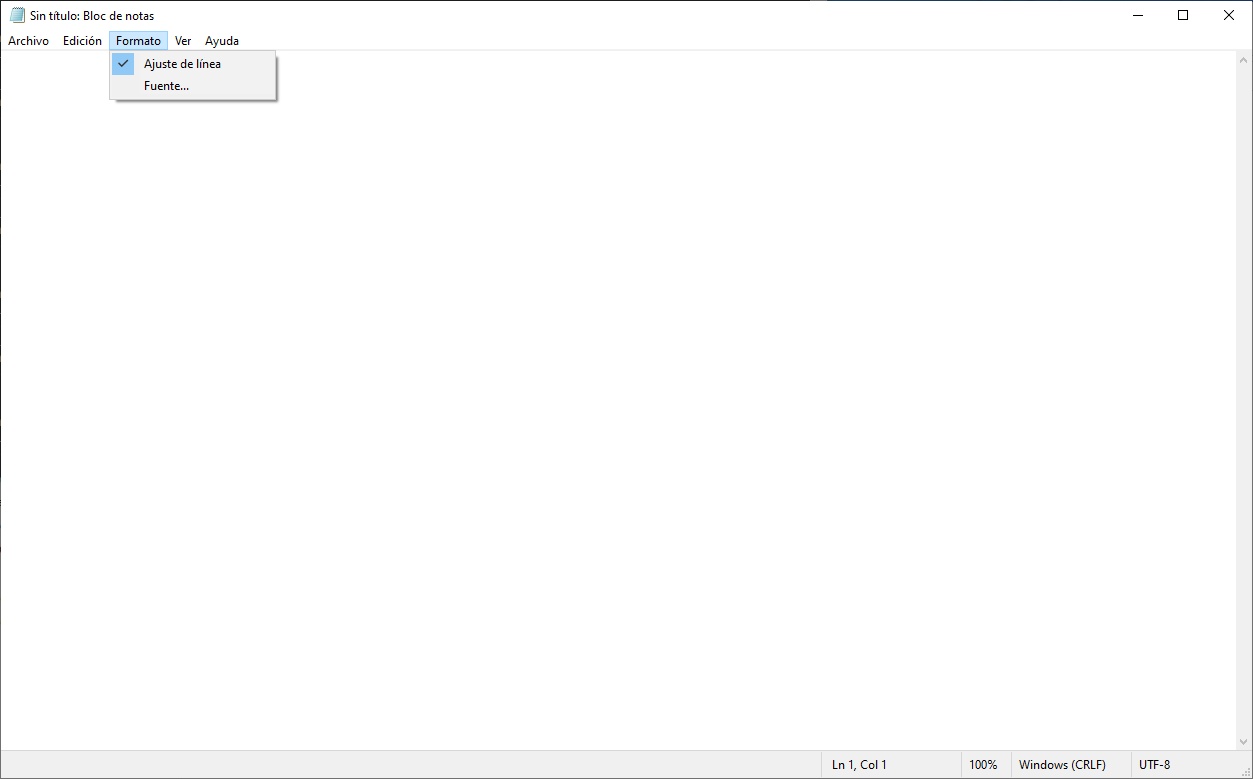 Sin título: Bloc de notas
Archivo Edición Formato Ver Ayuda
Ajuste de línea
Fuente...
Ln 1, Col 1 100% Windows (CRLF) UTF-8